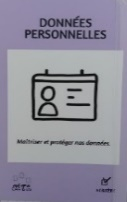 DONNÉES
PERSONNELLES
Maîtriser et protéger nos données